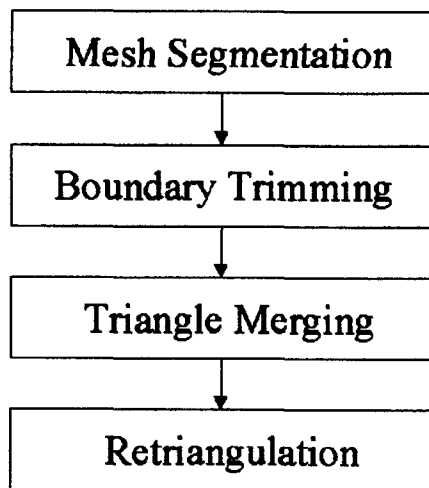 Mesh Segmentation
Boundary Trimming
Triangle Merging
Retriangulation